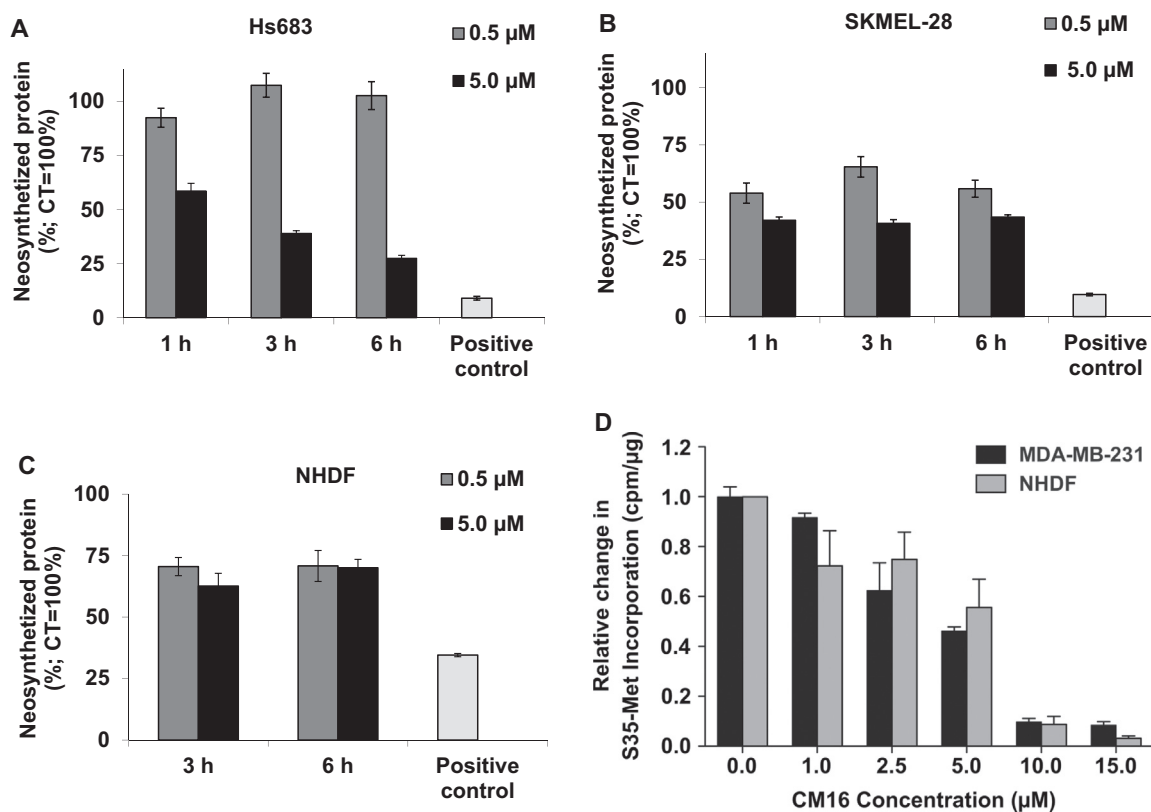 A
Hs683
0.5 µM
5.0 µM
Neosynthetized protein
(%; CT=100%)
100
75
50
25
0
1 h
3 h
6 h
Positive
control
B
SKMEL-28
0.5 µM
5.0 µM
Neosynthetized protein
(%; CT=100%)
100
75
50
25
0
1 h
3 h
6 h
Positive
control
C
NHDF
0.5 µM
5.0 µM
Neosynthetized protein
(%; CT=100%)
100
75
50
25
0
3 h
6 h
Positive
control
D
MDA-MB-231
NHDF
Relative change in
S35-Met Incorporation (cpm/µg)
1.2
1.0
0.8
0.6
0.4
0.2
0.0
0.0
1.0
2.5
5.0
10.0
15.0
CM16 Concentration (µM)